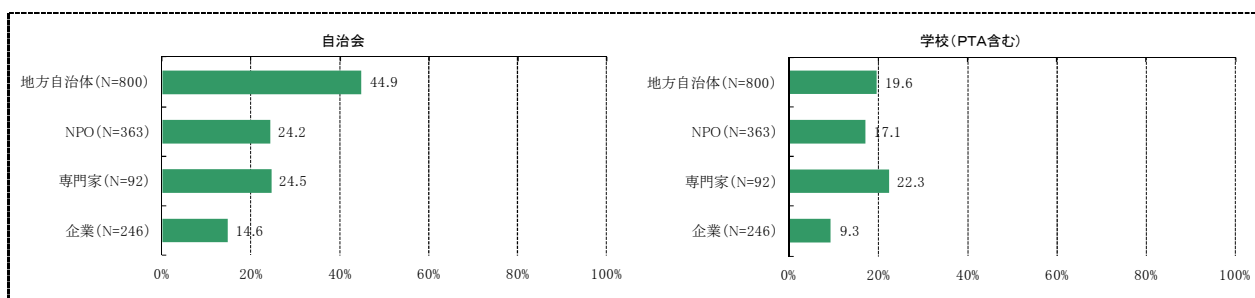 自治会
地方自治体(N=800)
44.9
NPO(N=363)
24.2
専門家(N=92)
24.5
企業(N=246)
14.6
0% 20% 40% 60% 80% 100%
学校(PTA含む)
地方自治体(N=800)
19.6
NPO(N=363)
17.1
専門家(N=92)
22.3
企業(N=246)
9.3
0% 20% 40% 60% 80% 100%